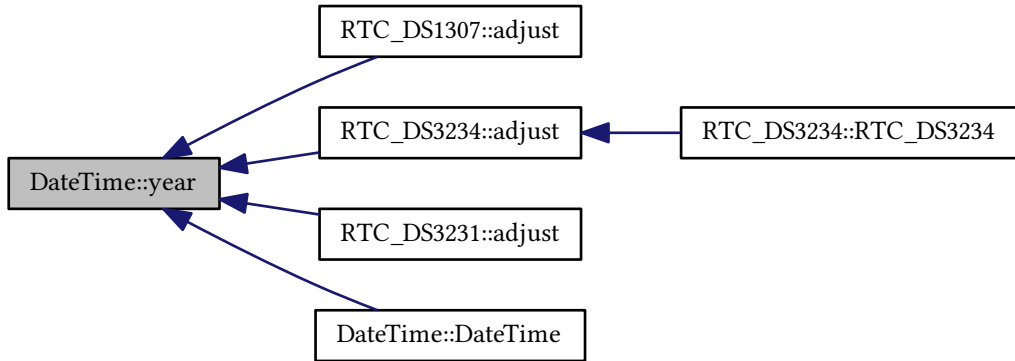 RTC_DS1307::adjust
RTC_DS3234::adjust
RTC_DS3234::RTC_DS3234
DateTime::year
RTC_DS3231::adjust
DateTime::DateTime